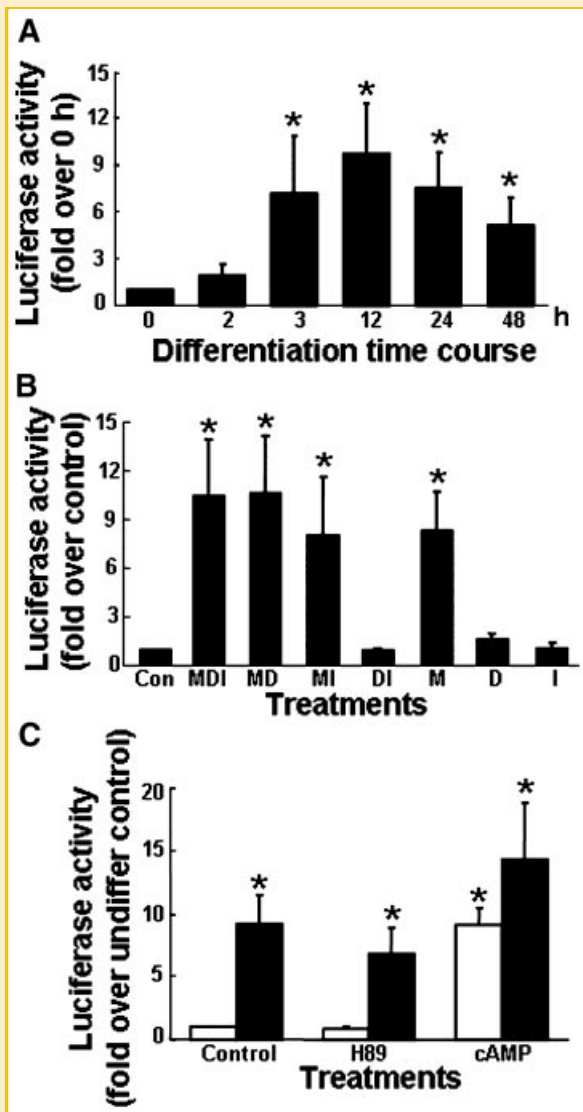 A
Luciferase activity
(fold over 0 h)
15
12
9
6
3
0
* * * *
0 2 3 12 24 48 h
Differentiation time course
B
Luciferase activity
(fold over control)
15
12
9
6
3
0
* * * *
Con MDI MD MI DI M D I
Treatments
C
Luciferase activity
(fold over undiffer control)
20
15
10
5
0
* * * *
Control H89 cAMP
Treatments